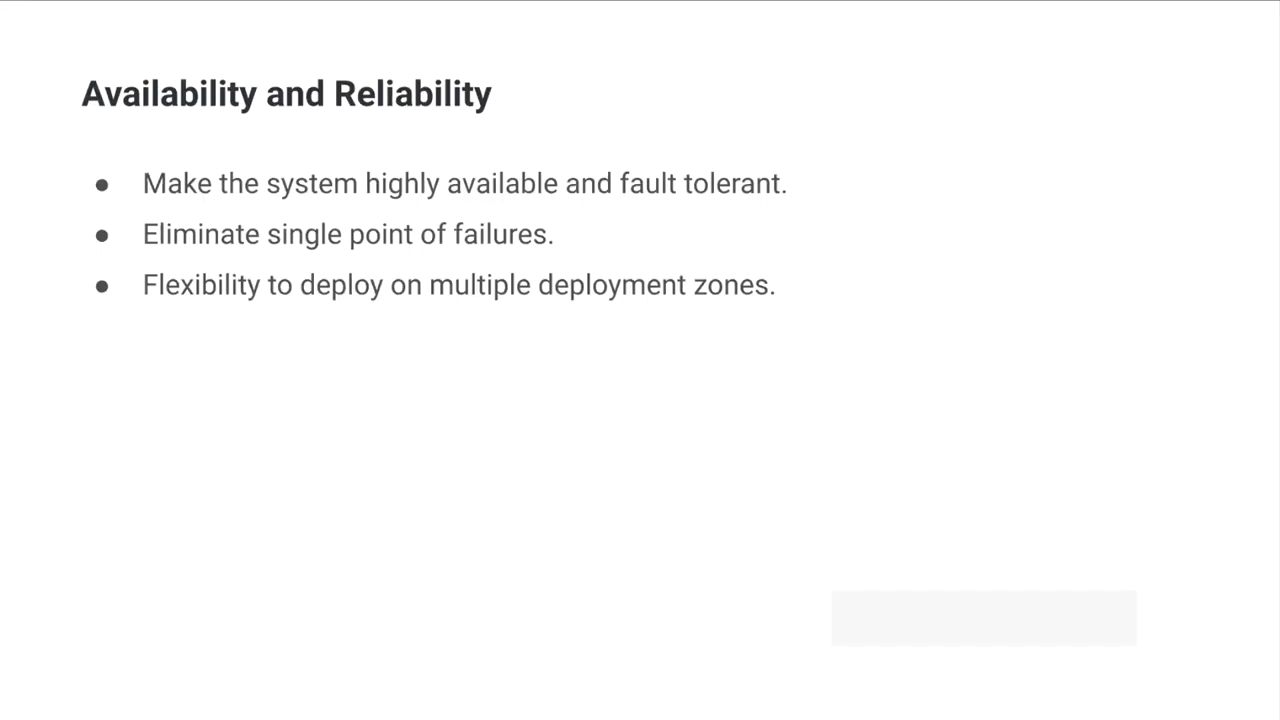 Availability and Reliability
● Make the system highly available and fault tolerant.
● Eliminate single point of failures.
● Flexibility to deploy on multiple deployment zones.